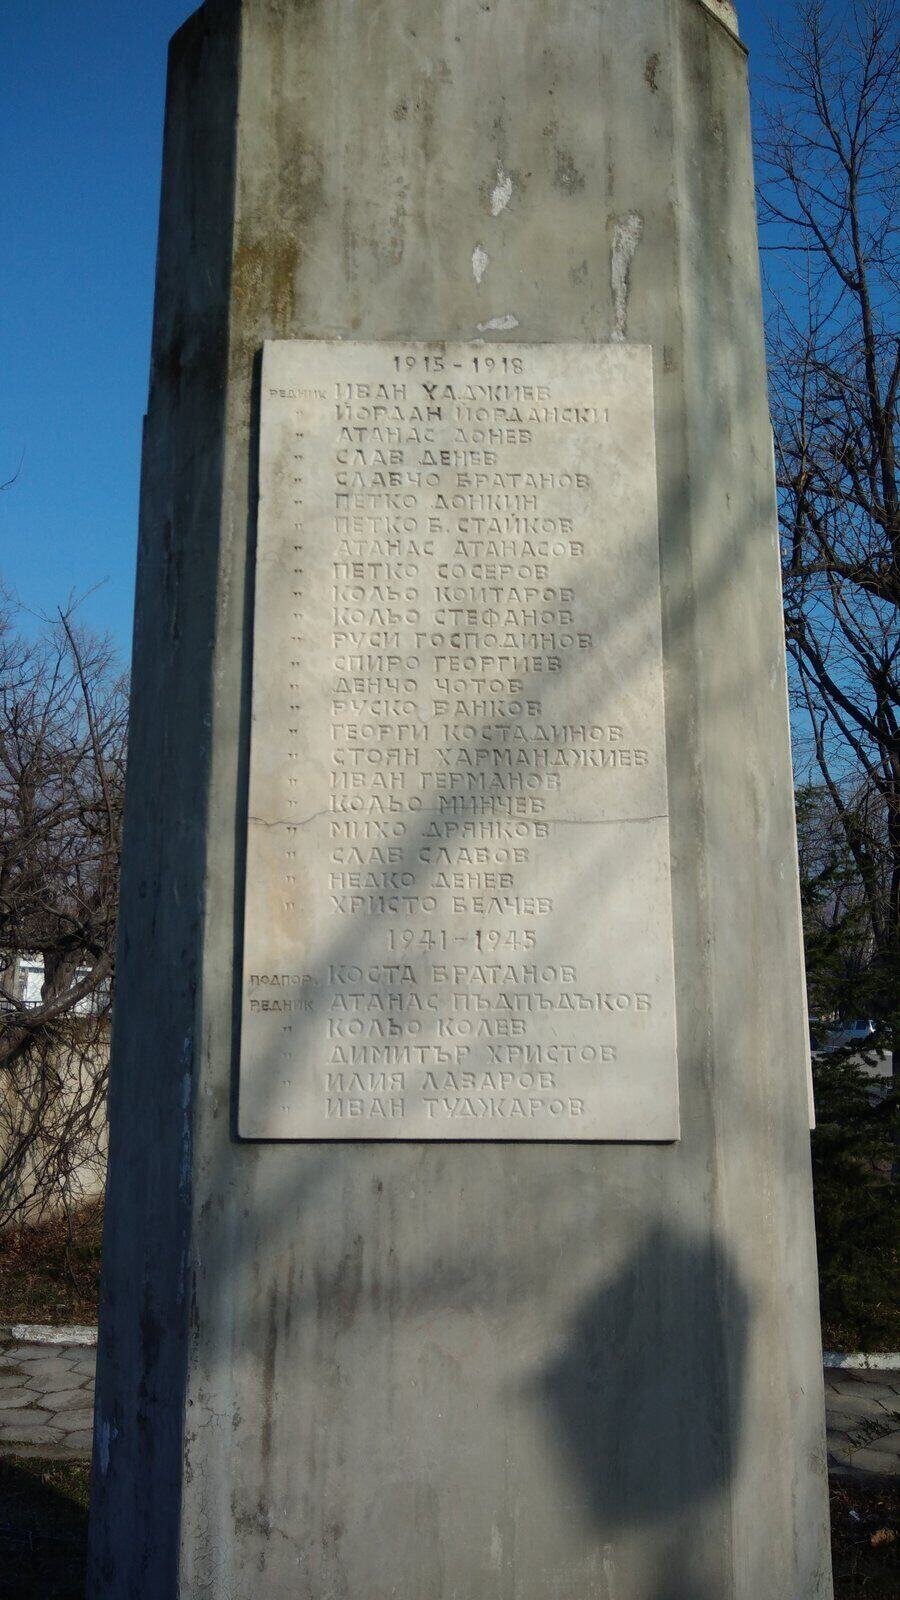 1915 - 1918
РЕДНИК ИВАН ХАДЖИЕВ
" ЙОРДАН ЙОРДАНСКИ
" АТАНАС ДОНЕВ
" СЛАВ ДЕНЕВ
" СЛАВЧО БРАТАНОВ
" ПЕТКО ДОНКИН
" ПЕТКО Б. СТАЙКОВ
" АТАНАС АТАНАСОВ
" ПЕТКО СОСЕРОВ
" КОЛЬО КОИТАРОВ
" КОЛЬО СТЕФАНОВ
" РУСИ ГОСПОДИНОВ
" СПИРО ГЕОРГИЕВ
" ДЕНЧО ЧОТОВ
" РУСКО ВАНКОВ
" ГЕОРГИ КОСТАДИНОВ
" СТОЯН ХАРМАНДЖИЕВ
" ИВАН ГЕРМАНОВ
" КОЛЬО МИНЧЕВ
" МИХО ДРЯНКОВ
" СЛАВ СЛАВОВ
" НЕДКО ДЕНЕВ
" ХРИСТО БЕЛЧЕВ
1941 - 1945
ПОДПОР. КОСТА БРАТАНОВ
РЕДНИК АТАНАС ПЪДПЪДЪКОВ
" КОЛЬО КОЛЕВ
" ДИМИТЪР ХРИСТОВ
" ИЛИЯ ЛАЗАРОВ
" ИВАН ТУДЖАРОВ